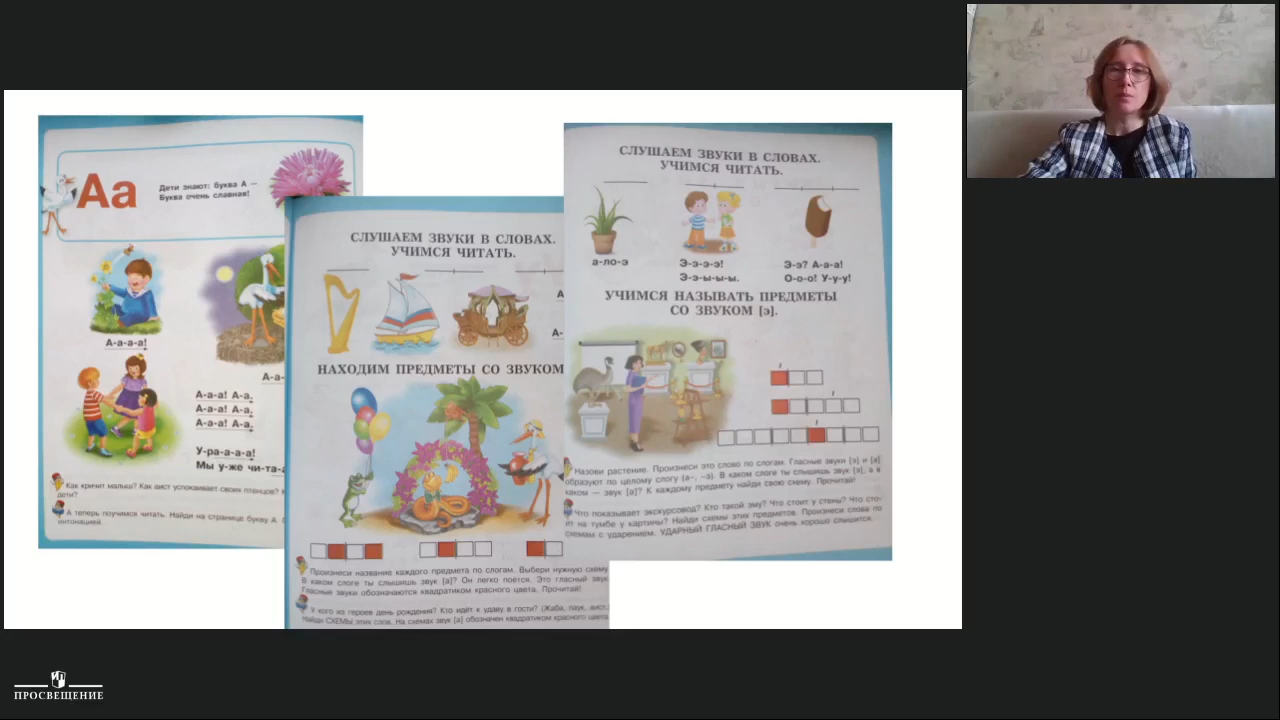 Аа
Дети знают: буква А —
Буква очень славная!
А-а-а-а!
А-а-
А-а-а! А-а.
А-а-а! А-а.
А-а-а! А-а.
У-ра-а-а-а!
Мы у-же чи-та-
Как кричит малыш? Как аист успокаивает своих птенцов?
дети?
А теперь поучимся читать. Найди на странице букву А.
интонацией.
СЛУШАЕМ ЗВУКИ В СЛОВАХ.
УЧИМСЯ ЧИТАТЬ.
А
А-
НАХОДИМ ПРЕДМЕТЫ СО ЗВУКОМ
Произнеси название каждого предмета по слогам. Выбери нужную схему.
В каком слоге ты слышишь звук [а]? Он легко поётся. Это гласный звук.
Гласные звуки обозначаются квадратиком красного цвета. Прочитай!
У кого из героев день рождения? Кто идёт к удаву в гости? (Жаба, паук, аист.)
Найди СХЕМЫ этих слов. На схемах звук [а] обозначен квадратиком красного цвета.
СЛУШАЕМ ЗВУКИ В СЛОВАХ.
УЧИМСЯ ЧИТАТЬ.
а-ло-э
Э-э-э-э!
Э-э-ы-ы-ы.
Э-э? А-а-а!
О-о-о! У-у-у!
УЧИМСЯ НАЗЫВАТЬ ПРЕДМЕТЫ
СО ЗВУКОМ [э].
Назови растение. Произнеси это слово по слогам. Гласные звуки [э] и [а]
образуют по целому слогу (а-, -э). В каком слоге ты слышишь звук [э], а в
каком — звук [а]? К каждому предмету найди свою схему. Прочитай!
Что показывает экскурсовод? Кто такой эму? Что стоит у стены? Что сто-
ит на тумбе у картины? Найди схемы этих предметов. Произнеси слова по
схемам с ударением. УДАРНЫЙ ГЛАСНЫЙ ЗВУК очень хорошо слышится.
ПРОСВЕЩЕНИЕ